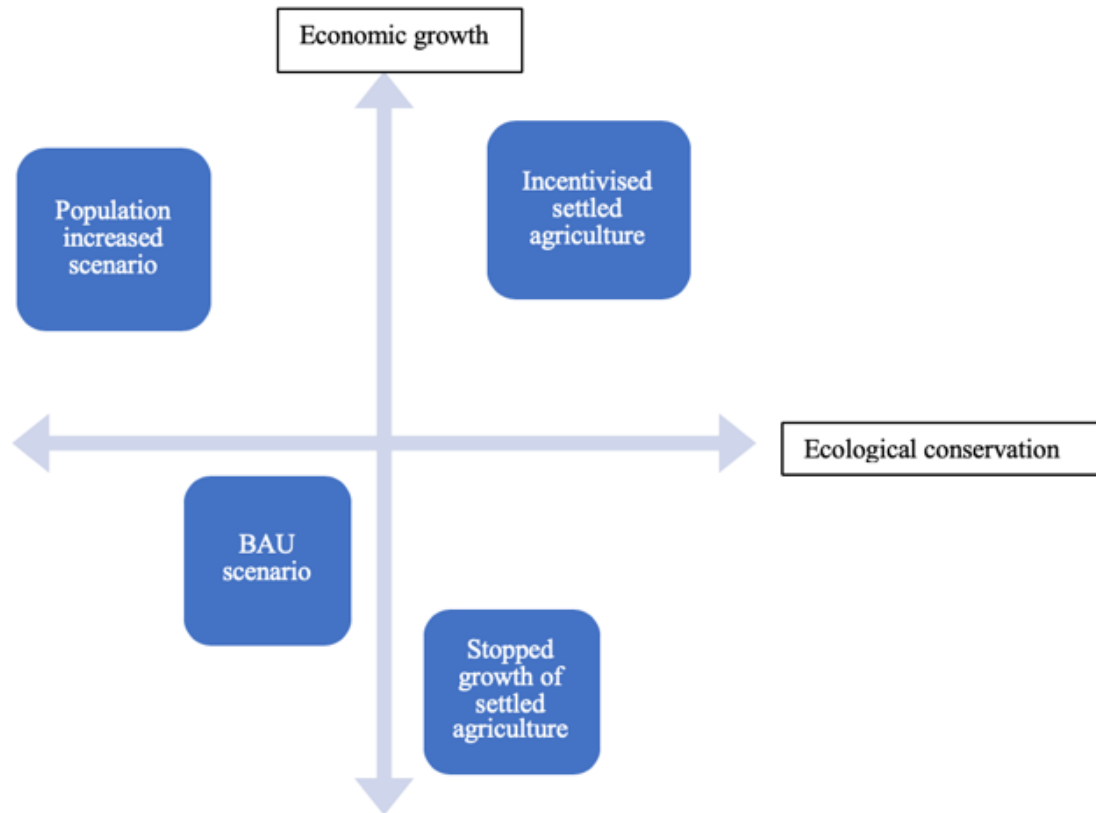 Economic growth
Incentivised
settled
agriculture
Population
increased
scenario
Ecological conservation
BAU
scenario
Stopped
growth of
settled
agriculture